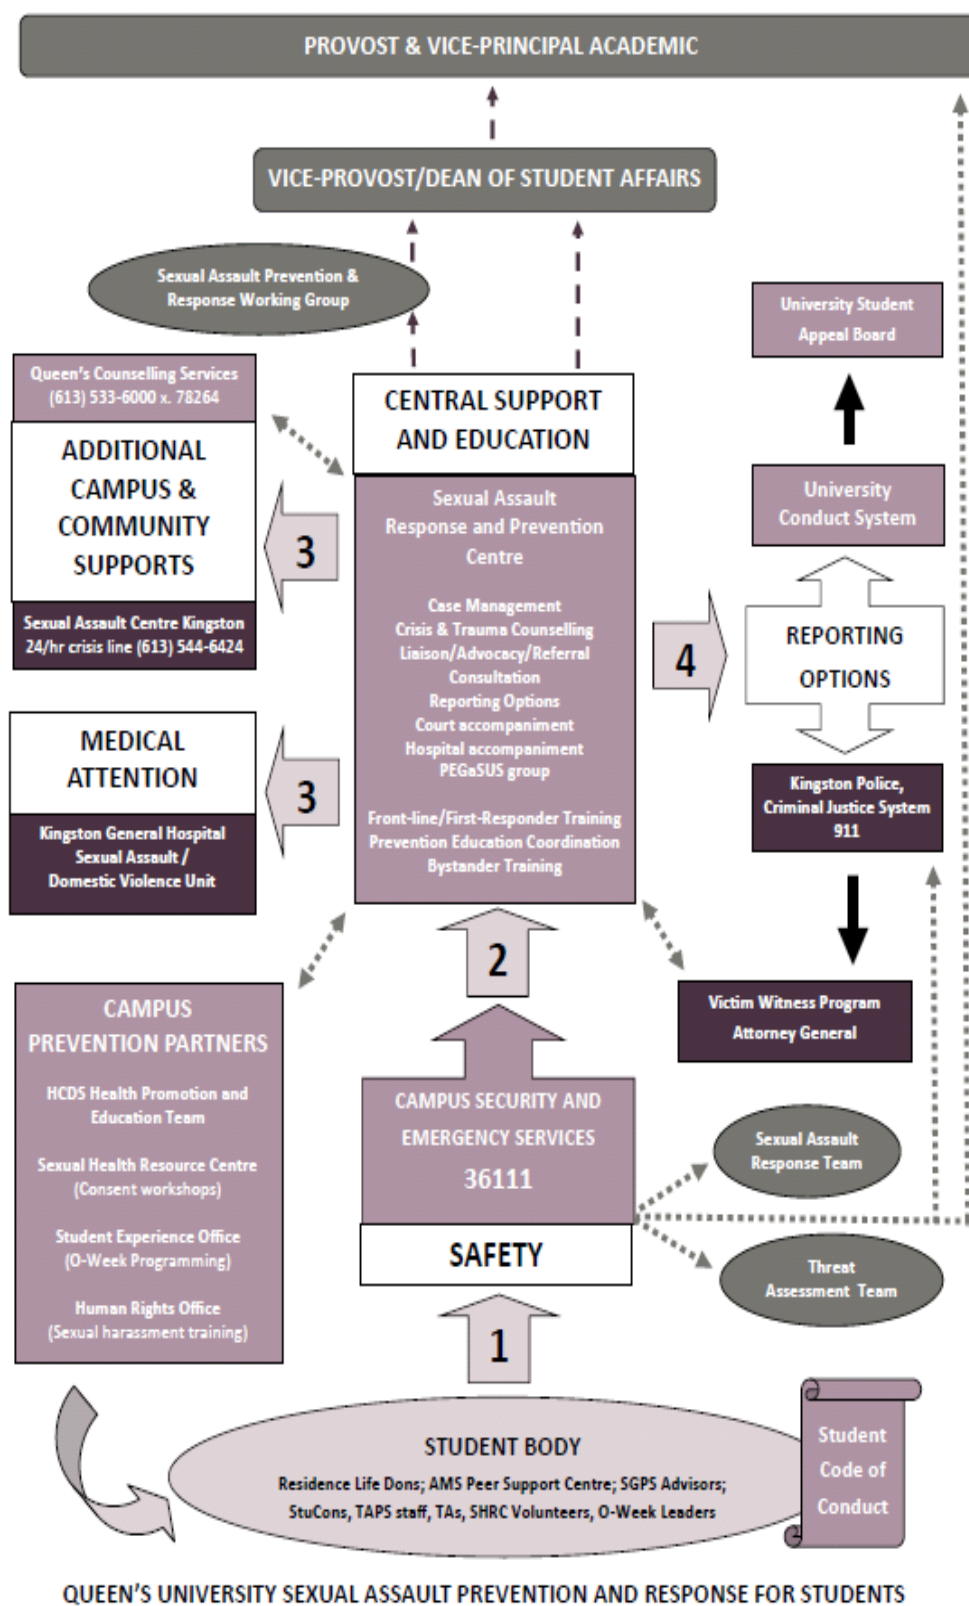 PROVOST & VICE-PRINCIPAL ACADEMIC
VICE-PROVOST/DEAN OF STUDENT AFFAIRS
Sexual Assault Prevention &
Response Working Group
University Student
Appeal Board
Queen's Counselling Services
(613) 533-6000 x. 78264
ADDITIONAL
CAMPUS &
COMMUNITY
SUPPORTS
Sexual Assault Centre Kingston
24/hr crisis line (613) 544-6424
3
CENTRAL SUPPORT
AND EDUCATION
Sexual Assault
Response and Prevention
Centre
Case Management
Crisis & Trauma Counselling
Liaison/Advocacy/Referral
Consultation
Reporting Options
Court accompaniment
Hospital accompaniment
PEGaSUS group
Front-line/First-Responder Training
Prevention Education Coordination
Bystander Training
University
Conduct System
4
REPORTING
OPTIONS
Kingston Police,
Criminal Justice System
911
MEDICAL
ATTENTION
Kingston General Hospital
Sexual Assault /
Domestic Violence Unit
3
2
Victim Witness Program
Attorney General
CAMPUS
PREVENTION PARTNERS
HCDS Health Promotion and
Education Team
Sexual Health Resource Centre
(Consent workshops)
Student Experience Office
(O-Week Programming)
Human Rights Office
(Sexual harassment training)
CAMPUS SECURITY AND
EMERGENCY SERVICES
36111
SAFETY
Sexual Assault
Response Team
Threat
Assessment Team
1
STUDENT BODY
Residence Life Dons; AMS Peer Support Centre; SGPS Advisors;
StuCons, TAPS staff, TAs, SHRC Volunteers, O-Week Leaders
Student
Code of
Conduct
QUEEN'S UNIVERSITY SEXUAL ASSAULT PREVENTION AND RESPONSE FOR STUDENTS